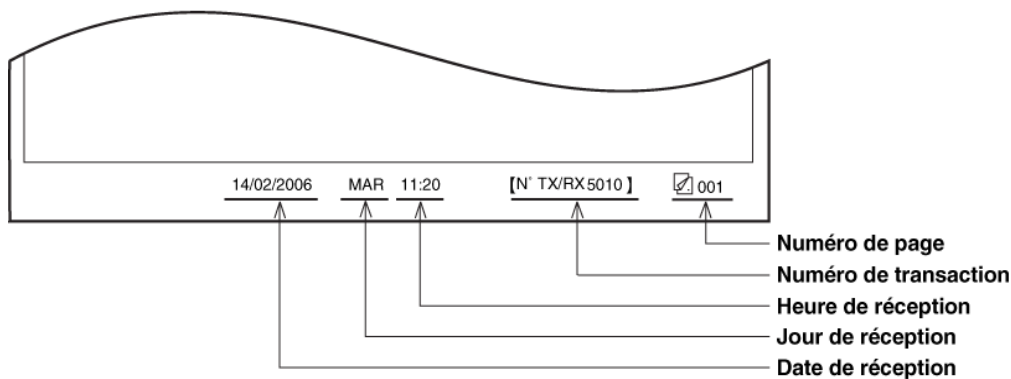 14/02/2006 MAR 11:20 【N° TX/RX 5010】 001
Numéro de page
Numéro de transaction
Heure de réception
Jour de réception
Date de réception